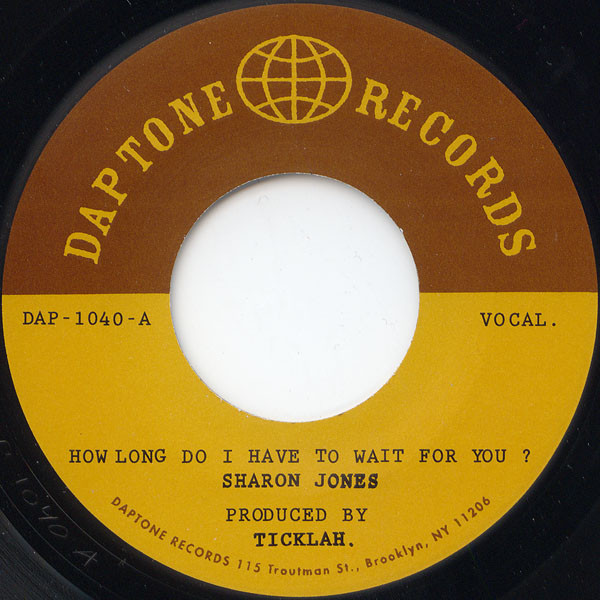 DAPTONE RECORDS
DAP-1040-A
VOCAL.
HOW LONG DO I HAVE TO WAIT FOR YOU ?
SHARON JONES
PRODUCED BY
TICKLAH.
DAPTONE RECORDS 115 Troutman St., Brooklyn, NY 11206
1040 A